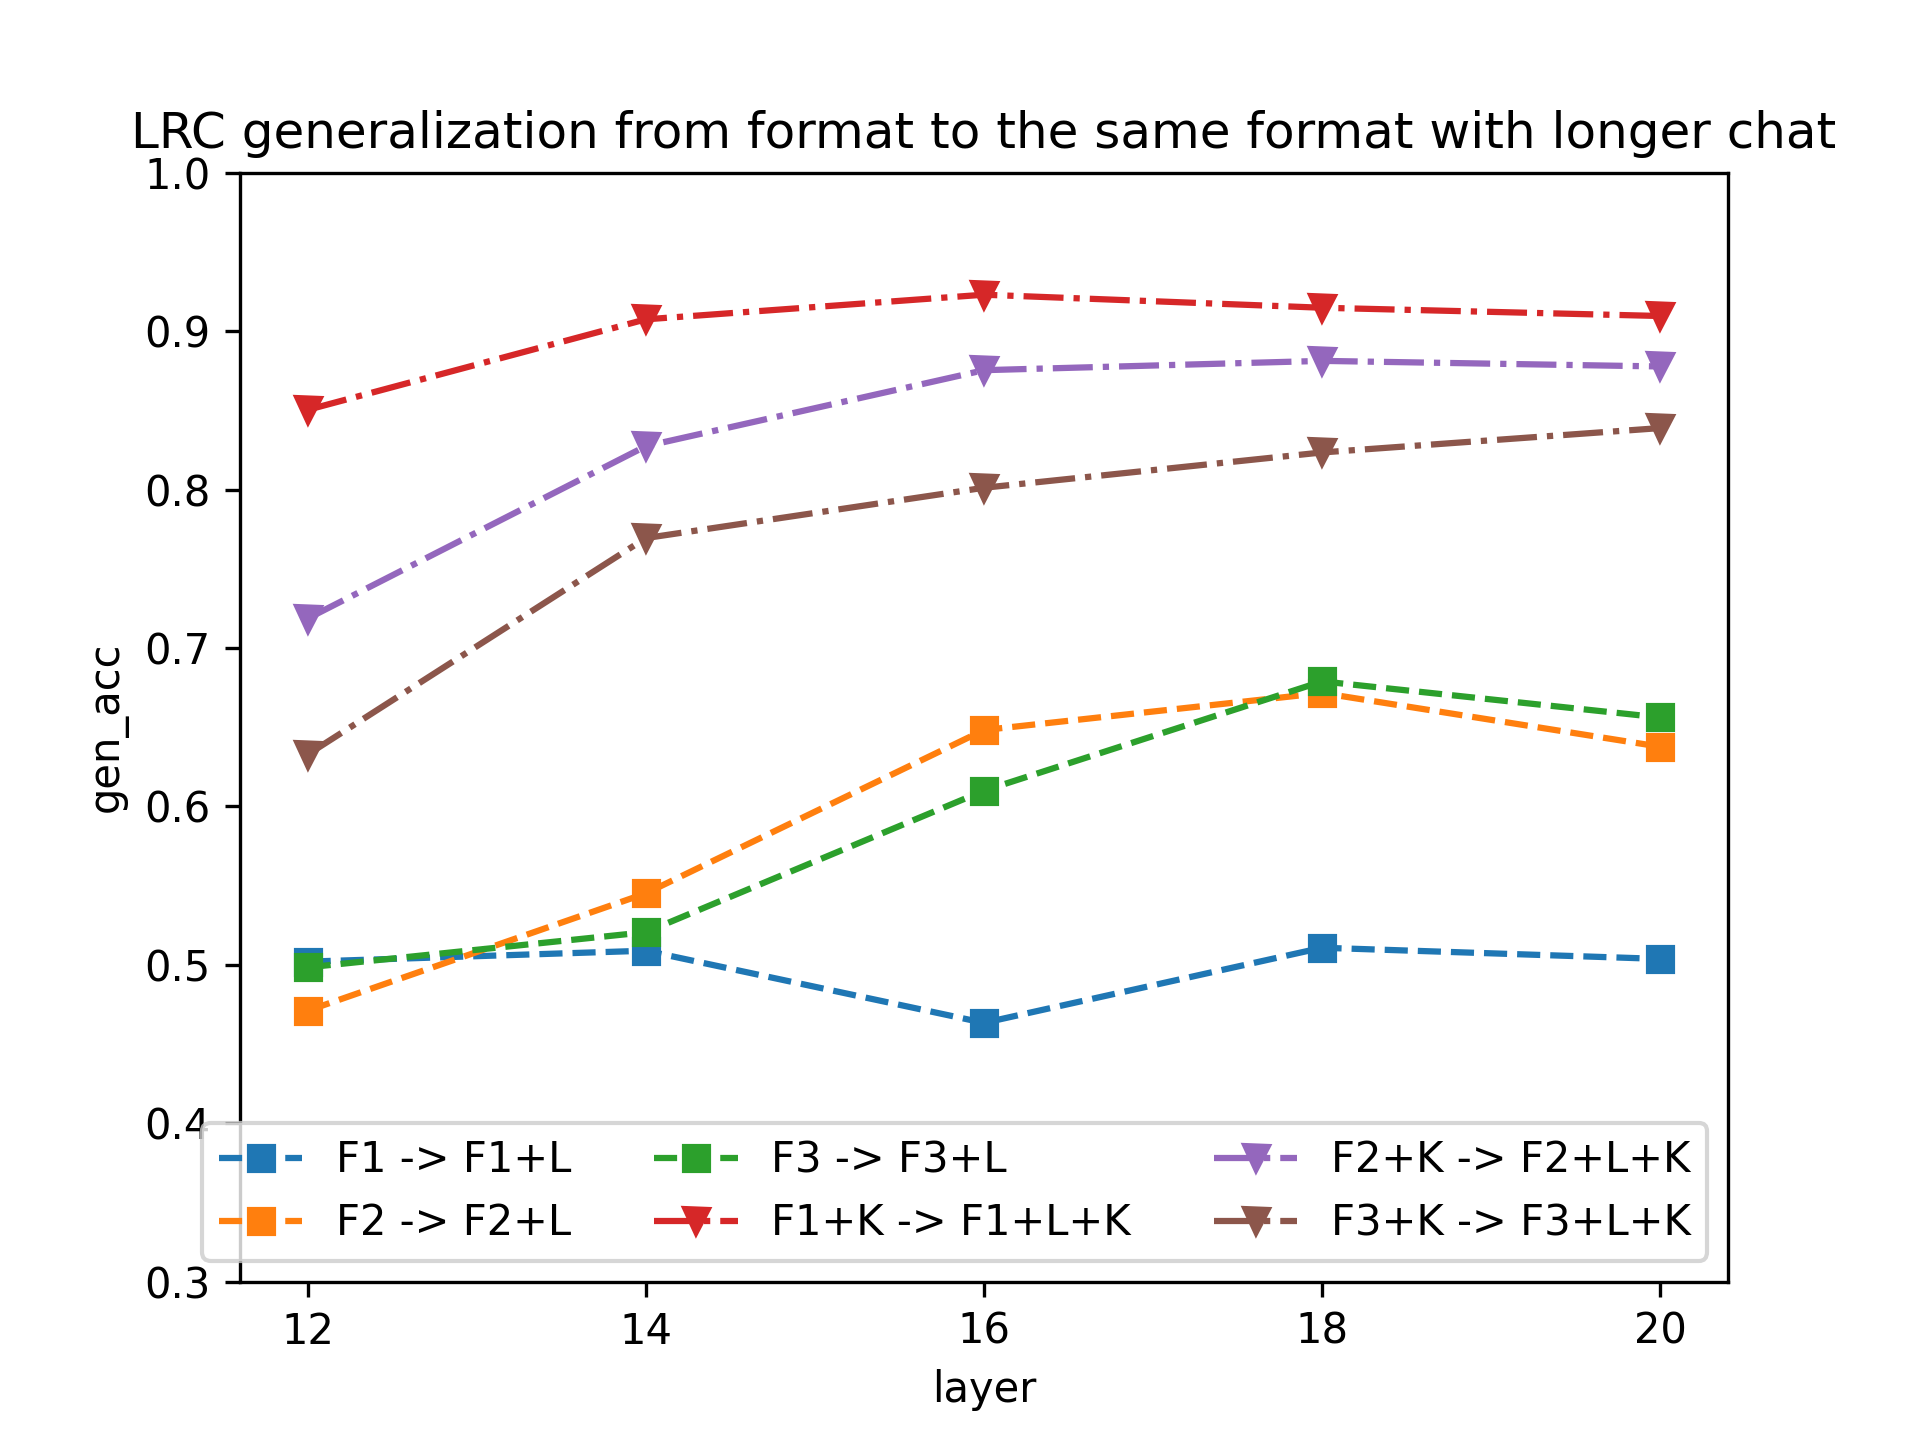 LRC generalization from format to the same format with longer chat
1.0
0.9
0.8
0.7
0.6
0.5
0.4
0.3
gen_acc
F1 -> F1+L
F2 -> F2+L
F3 -> F3+L
F1+K -> F1+L+K
F2+K -> F2+L+K
F3+K -> F3+L+K
12 14 16 18 20
layer